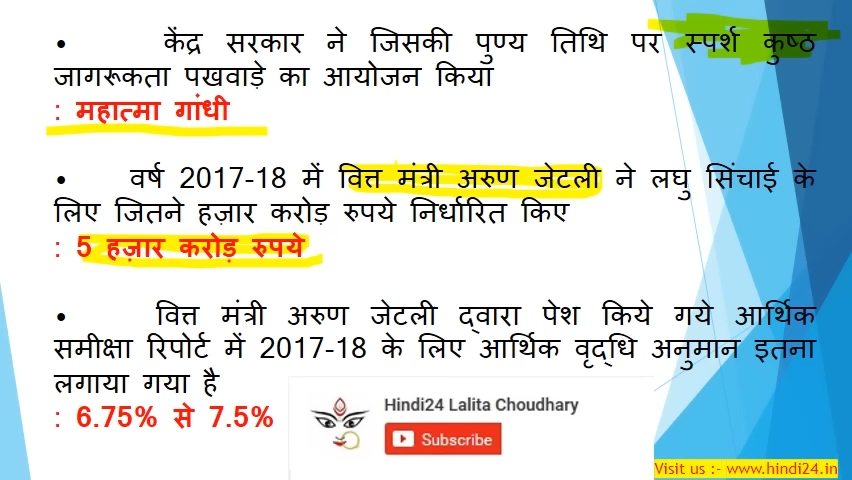 • केंद्र सरकार ने जिसकी पुण्य तिथि पर स्पर्श कुष्ठ
जागरूकता पखवाड़े का आयोजन किया
: महात्मा गांधी
• वर्ष 2017-18 में वित्त मंत्री अरुण जेटली ने लघु सिंचाई के
लिए जितने हज़ार करोड़ रुपये निर्धारित किए
: 5 हज़ार करोड़ रुपये
• वित्त मंत्री अरुण जेटली द्वारा पेश किये गये आर्थिक
समीक्षा रिपोर्ट में 2017-18 के लिए आर्थिक वृद्धि अनुमान इतना
लगाया गया है
: 6.75% से 7.5%
Hindi24 Lalita Choudhary
Subscribe
Visit us :- www.hindi24.in